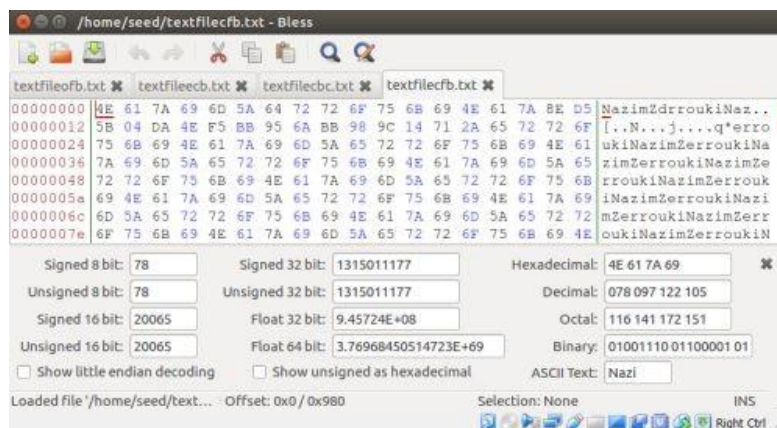 /home/seed/textfilecfb.txt - Bless
textfileofb.txt ✖ textfileecb.txt ✖ textfilecbc.txt ✖ textfilecfb.txt ✖
00000000 4E 61 7A 69 6D 5A 64 72 72 6F 75 6B 69 4E 61 7A 8E D5 NazimZdrroukiNaz..
00000012 5B 04 DA 4E F5 BB 95 6A BB 98 9C 14 71 2A 65 72 72 6F [..N...j....q*erro
00000024 75 6B 69 4E 61 7A 69 6D 5A 65 72 72 6F 75 6B 69 4E 61 ukiNazimZerroukiNa
00000036 7A 69 6D 5A 65 72 72 6F 75 6B 69 4E 61 7A 69 6D 5A 65 zimZerroukiNazimZe
00000048 72 72 6F 75 6B 69 4E 61 7A 69 6D 5A 65 72 72 6F 75 6B rroukiNazimZerrouk
0000005a 69 4E 61 7A 69 6D 5A 65 72 72 6F 75 6B 69 4E 61 7A 69 iNazimZerroukiNazi
0000006c 6D 5A 65 72 72 6F 75 6B 69 4E 61 7A 69 6D 5A 65 72 72 mZerroukiNazimZerr
0000007e 6F 75 6B 69 4E 61 7A 69 6D 5A 65 72 72 6F 75 6B 69 4E oukiNazimZerroukiN
Signed 8 bit: 78 Signed 32 bit: 1315011177 Hexadecimal: 4E 61 7A 69 ✖
Unsigned 8 bit: 78 Unsigned 32 bit: 1315011177 Decimal: 078 097 122 105
Signed 16 bit: 20065 Float 32 bit: 9.45724E+08 Octal: 116 141 172 151
Unsigned 16 bit: 20065 Float 64 bit: 3.76968450514723E+69 Binary: 01001110 01100001 01
Show little endian decoding Show unsigned as hexadecimal ASCII Text: Nazi
Loaded file '/home/seed/text... Offset: 0x0 / 0x980 Selection: None INS
Right Ctrl